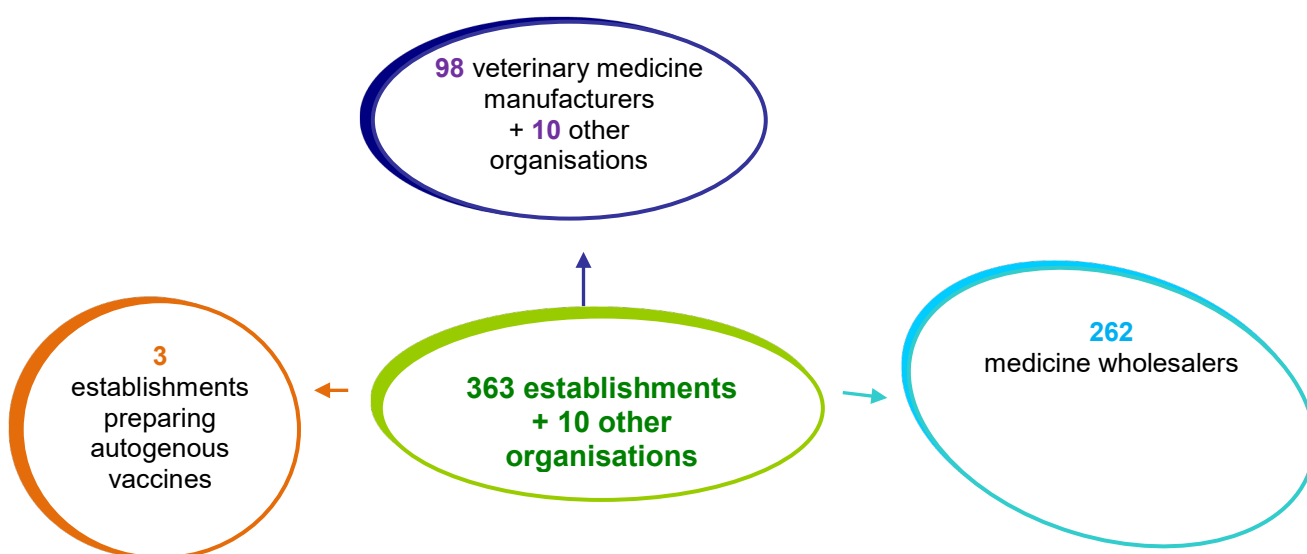 98 veterinary medicine
manufacturers
+ 10 other
organisations
3
establishments
preparing
autogenous
vaccines
363 establishments
+ 10 other
organisations
262
medicine wholesalers